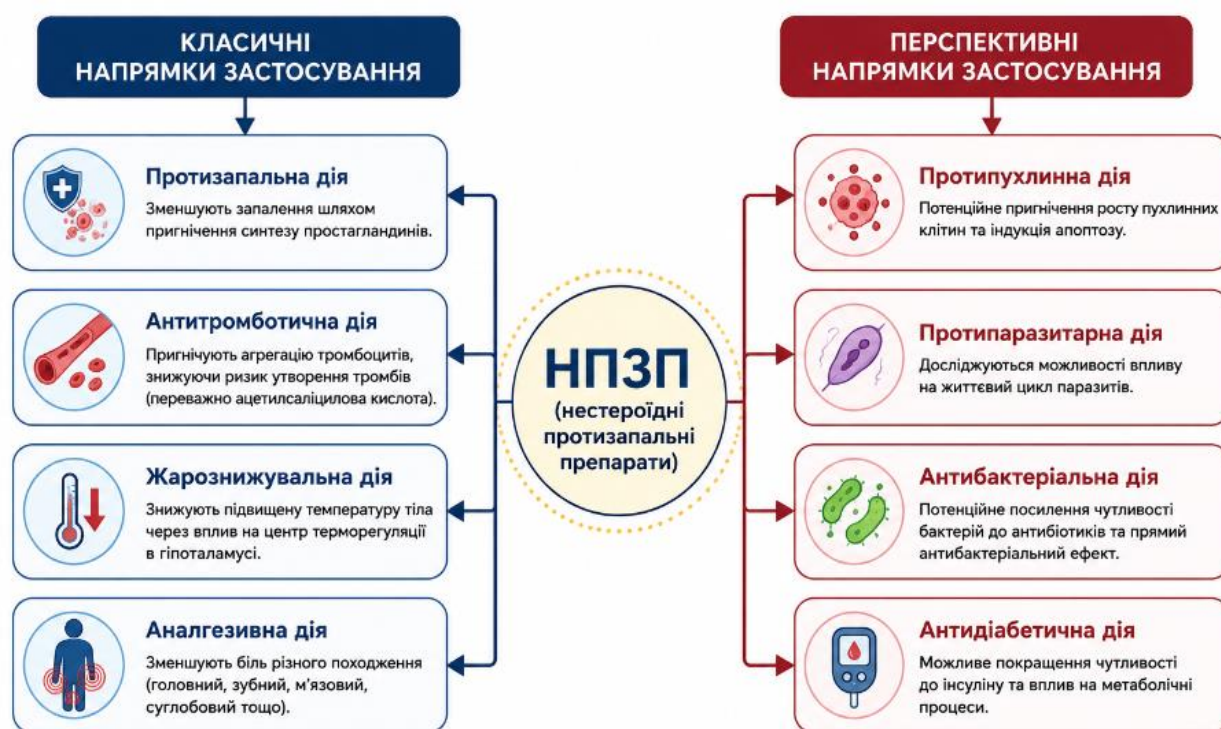 КЛАСИЧНІ
НАПРЯМКИ ЗАСТОСУВАННЯ
Протизапальна дія
Зменшують запалення шляхом
пригнічення синтезу простагландинів.
Антитромботична дія
Пригнічують агрегацію тромбоцитів,
знижуючи ризик утворення тромбів
(переважно ацетилсаліцилова кислота).
Жарознижувальна дія
Знижують підвищену температуру тіла
через вплив на центр терморегуляції
в гіпоталамусі.
Аналгезивна дія
Зменшують біль різного походження
(головний, зубний, м'язовий,
суглобовий тощо).
НПЗП
(нестероїдні
протизапальні
препарати)
ПЕРСПЕКТИВНІ
НАПРЯМКИ ЗАСТОСУВАННЯ
Протипухлинна дія
Потенційне пригнічення росту пухлинних
клітин та індукція апоптозу.
Протипаразитарна дія
Досліджуються можливості впливу
на життєвий цикл паразитів.
Антибактеріальна дія
Потенційне посилення чутливості
бактерій до антибіотиків та прямий
антибактеріальний ефект.
Антидіабетична дія
Можливе покращення чутливості
до інсуліну та вплив на метаболічні
процеси.